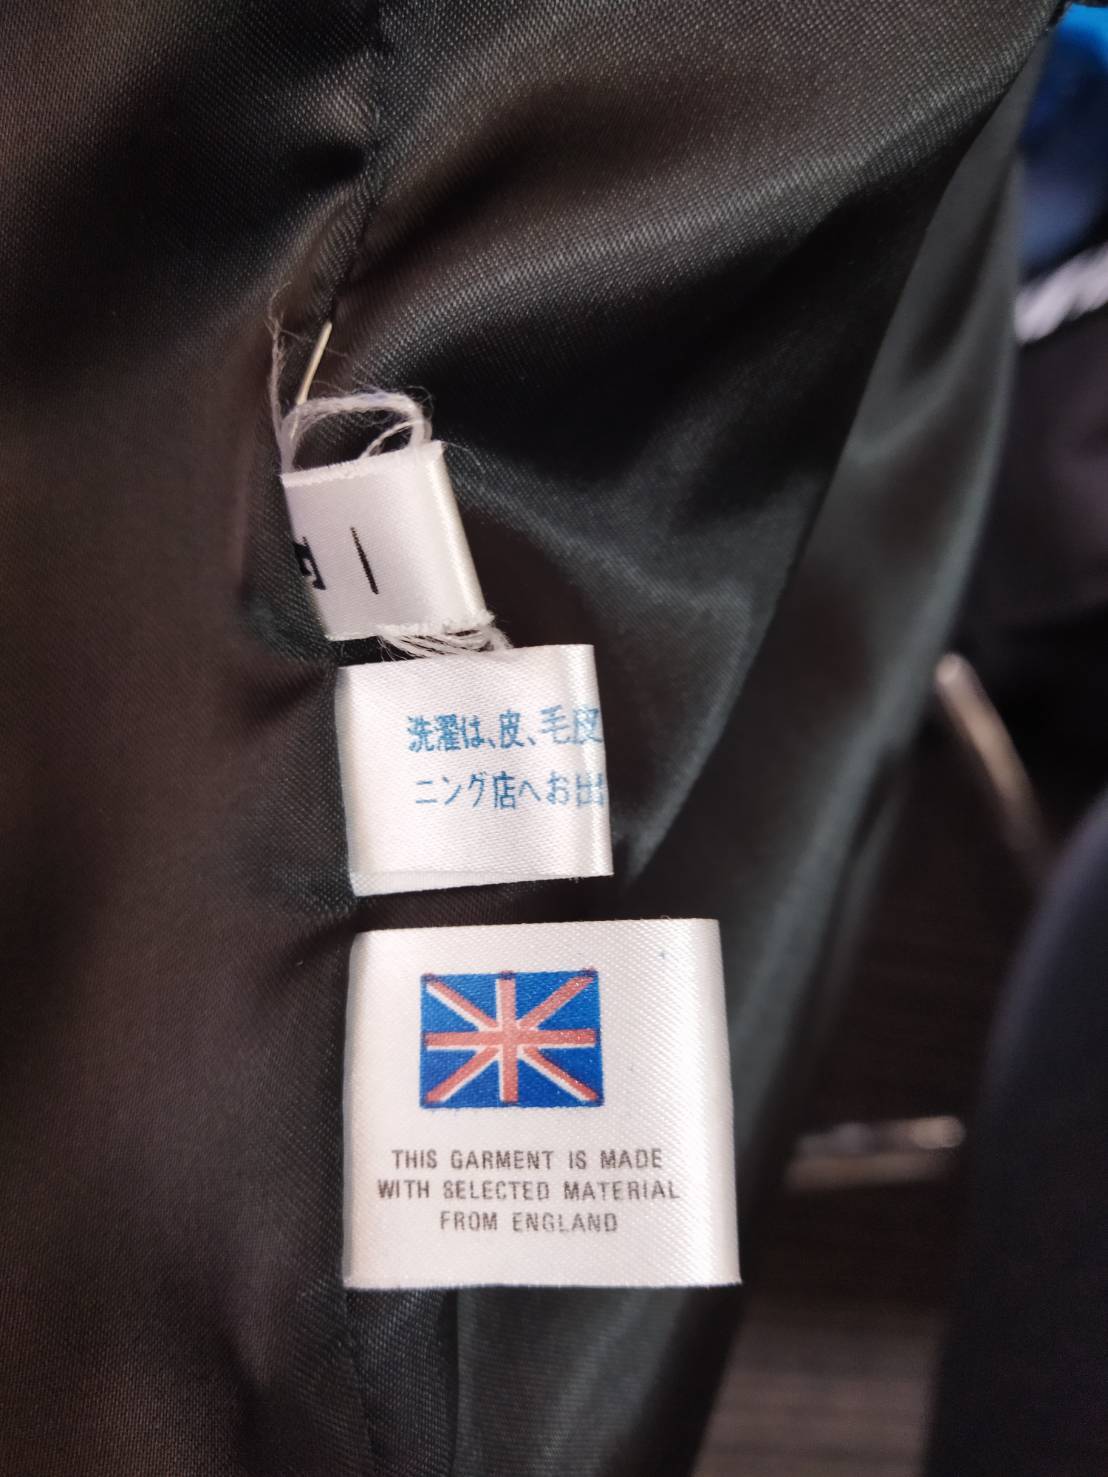 洗濯は、皮、毛皮
ニング店へお出
THIS GARMENT IS MADE
WITH SELECTED MATERIAL
FROM ENGLAND